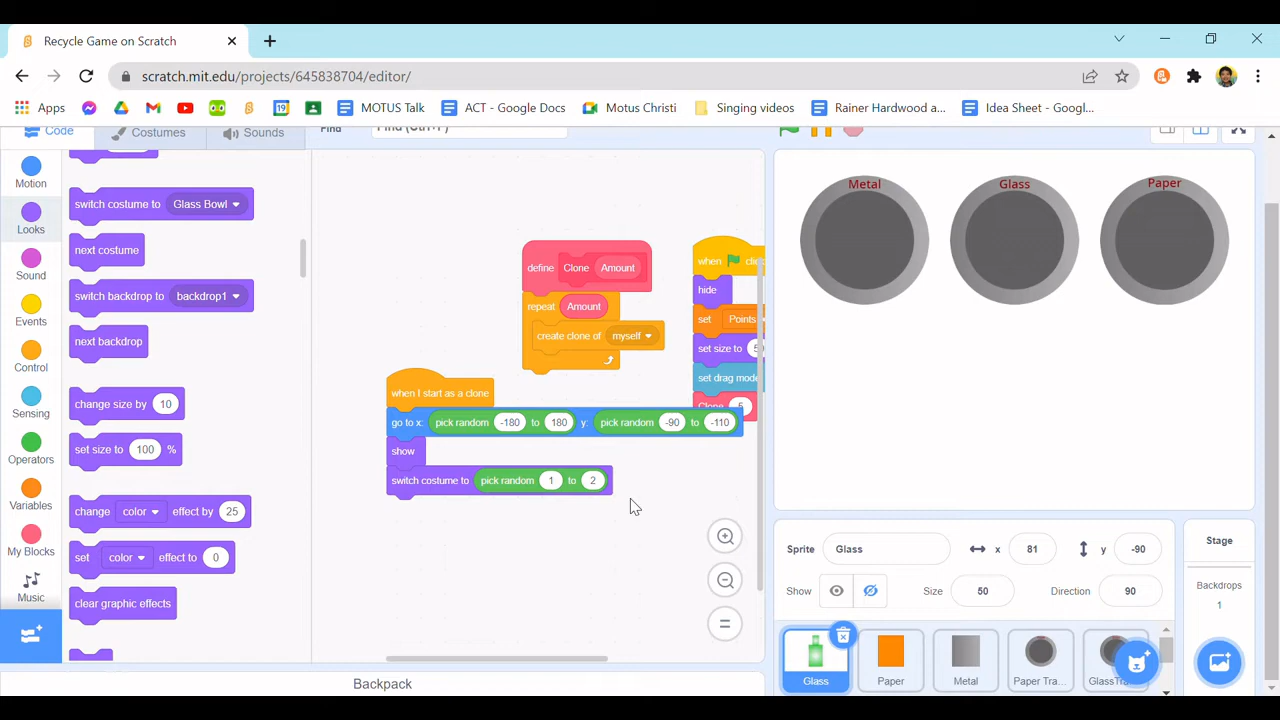 Recycle Game on Scratch
scratch.mit.edu/projects/645838704/editor/
Apps
19
MOTUS Talk
ACT - Google Docs
Motus Christi
Singing videos
Rainer Hardwood a...
Idea Sheet - Googl...
Code
Costumes
Sounds
Find
Find (Ctrl+F)
Motion
Looks
Sound
Events
Control
Sensing
Operators
Variables
My Blocks
Music
switch costume to Glass Bowl
next costume
switch backdrop to backdrop1
next backdrop
change size by 10
set size to 100 %
change color effect by 25
set color effect to 0
clear graphic effects
define Clone Amount
repeat Amount
create clone of myself
when I start as a clone
go to x: pick random -180 to 180 y: pick random -90 to -110
show
switch costume to pick random 1 to 2
when
hide
set Points
set size to
set drag mode
Clone 5
Metal
Glass
Paper
Sprite Glass x 81 y -90
Show Size 50 Direction 90
Stage
Backdrops
1
Glass
Paper
Metal
Paper Tra...
GlassTr
Backpack